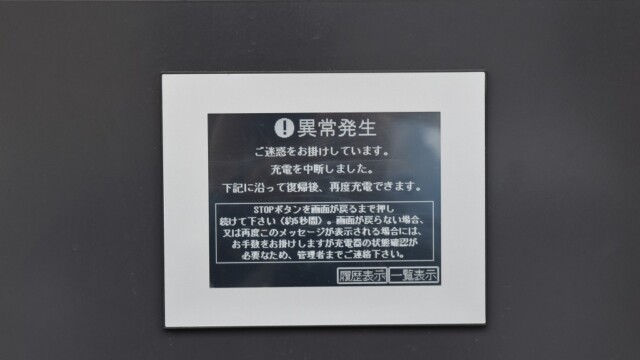 !異常発生
ご迷惑をお掛けしています。
充電を中断しました。
下記に沿って復帰後、再度充電できます。
STOPボタンを画面が戻るまで押し
続けて下さい（約5秒間）。画面が戻らない場合、
又は再度このメッセージが表示される場合には、
お手数をお掛けしますが充電器の状態確認が
必要なため、管理者までご連絡下さい。
履歴表示 一覧表示